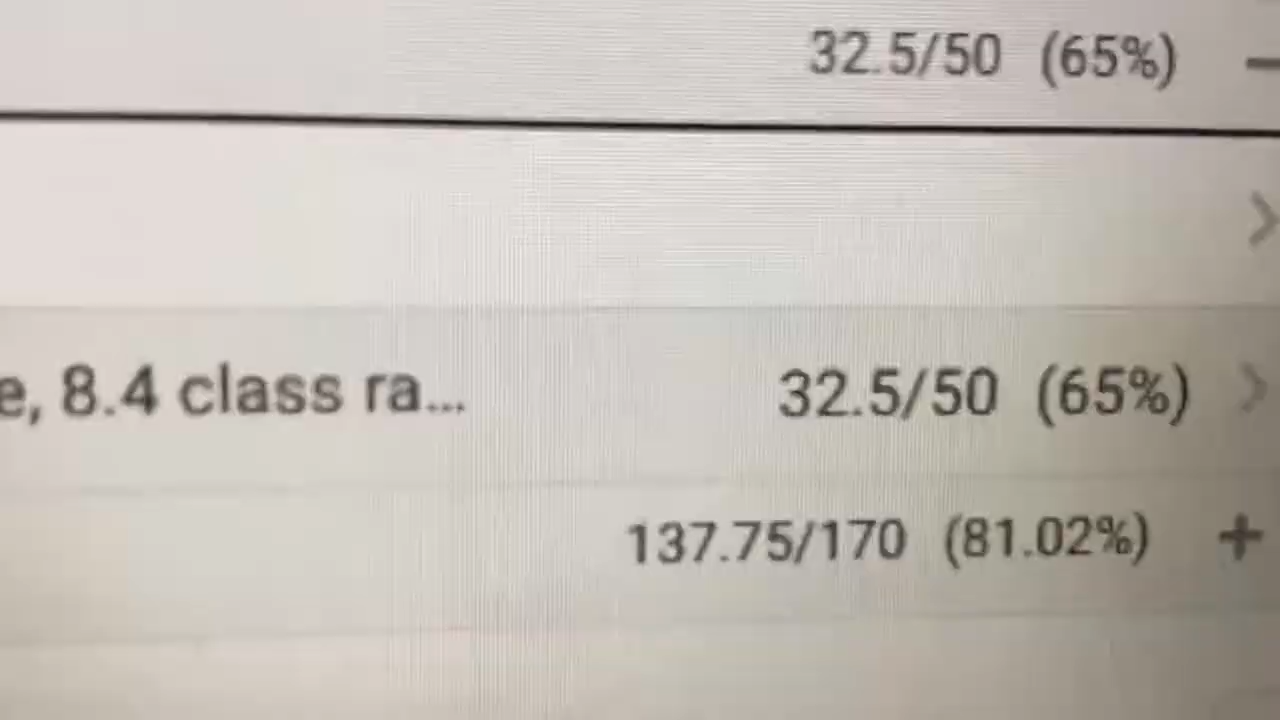 32.5/50 (65%) −
>
e, 8.4 class ra... 32.5/50 (65%) >
137.75/170 (81.02%) +